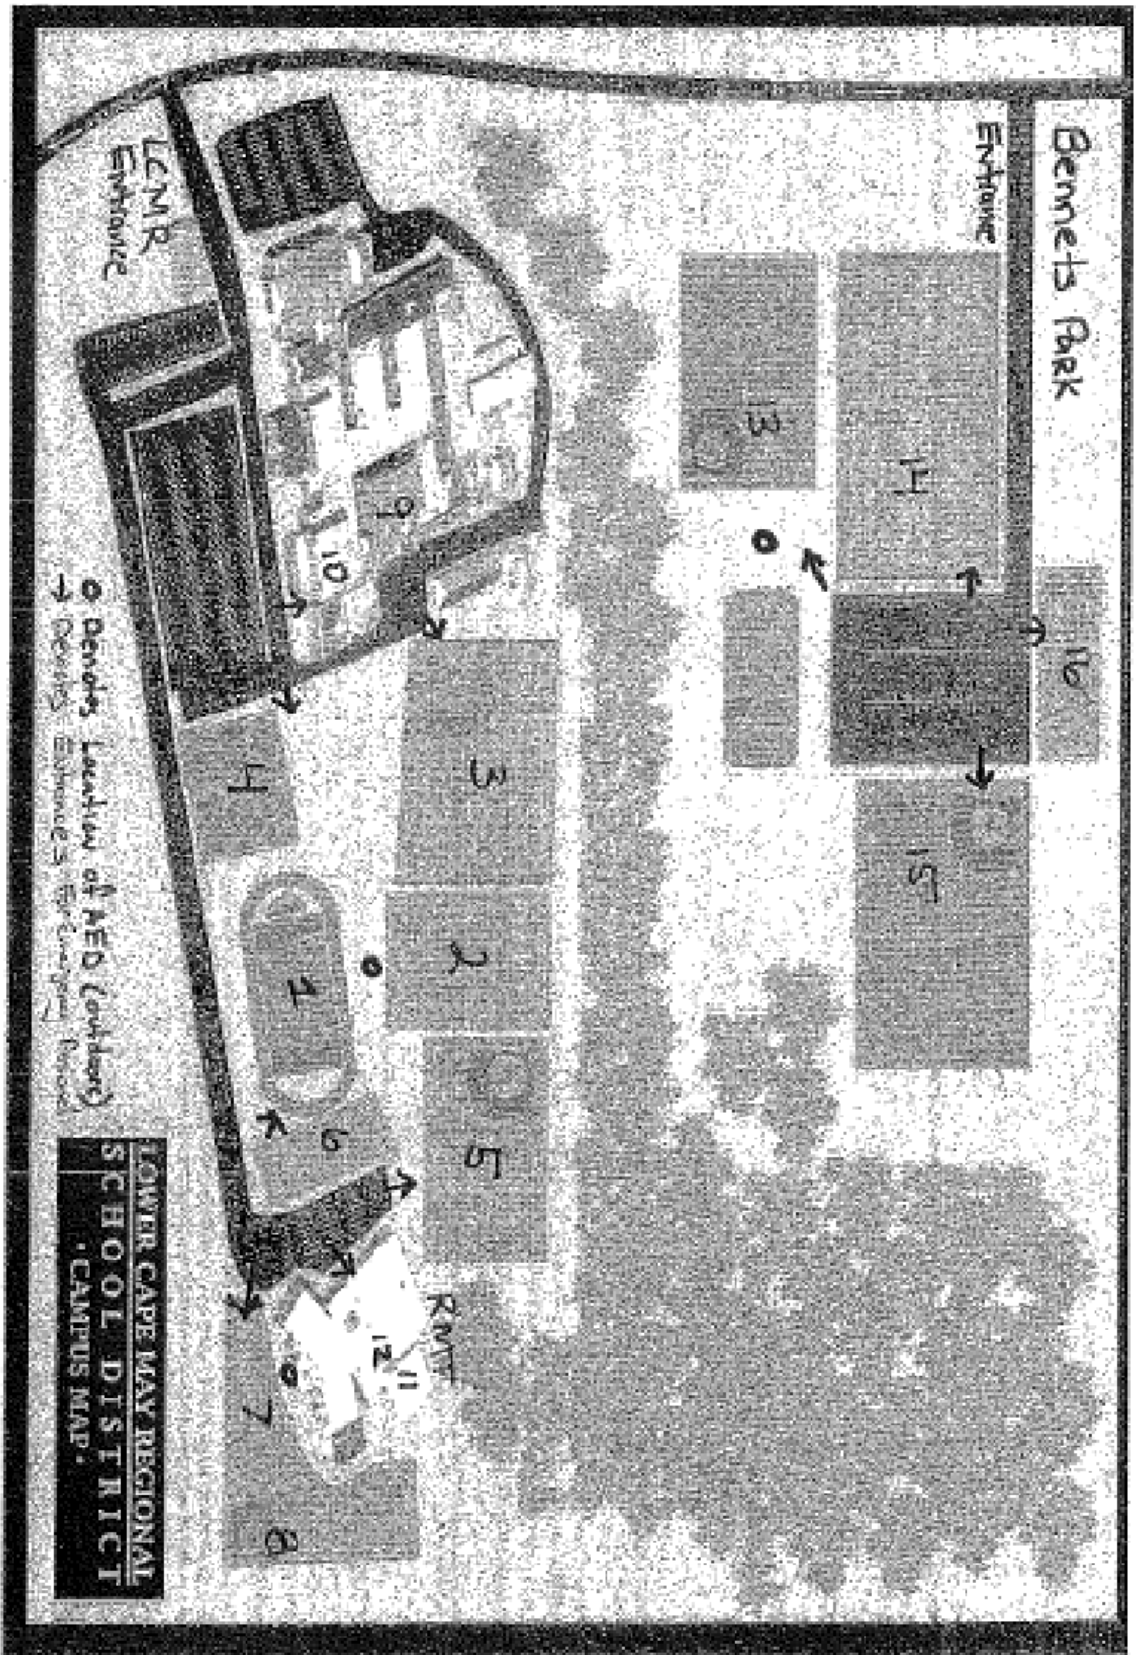 Bennets Park
16
Entrance
14
15
13
3
2
5
RMT
9
11
12
10
1
6
4
7
8
LCMR
Entrance
o Denotes Location of AED (outdoors)
→ Denotes Entrances
LOWER CAPE MAY REGIONAL
SCHOOL DISTRICT
· CAMPUS MAP ·